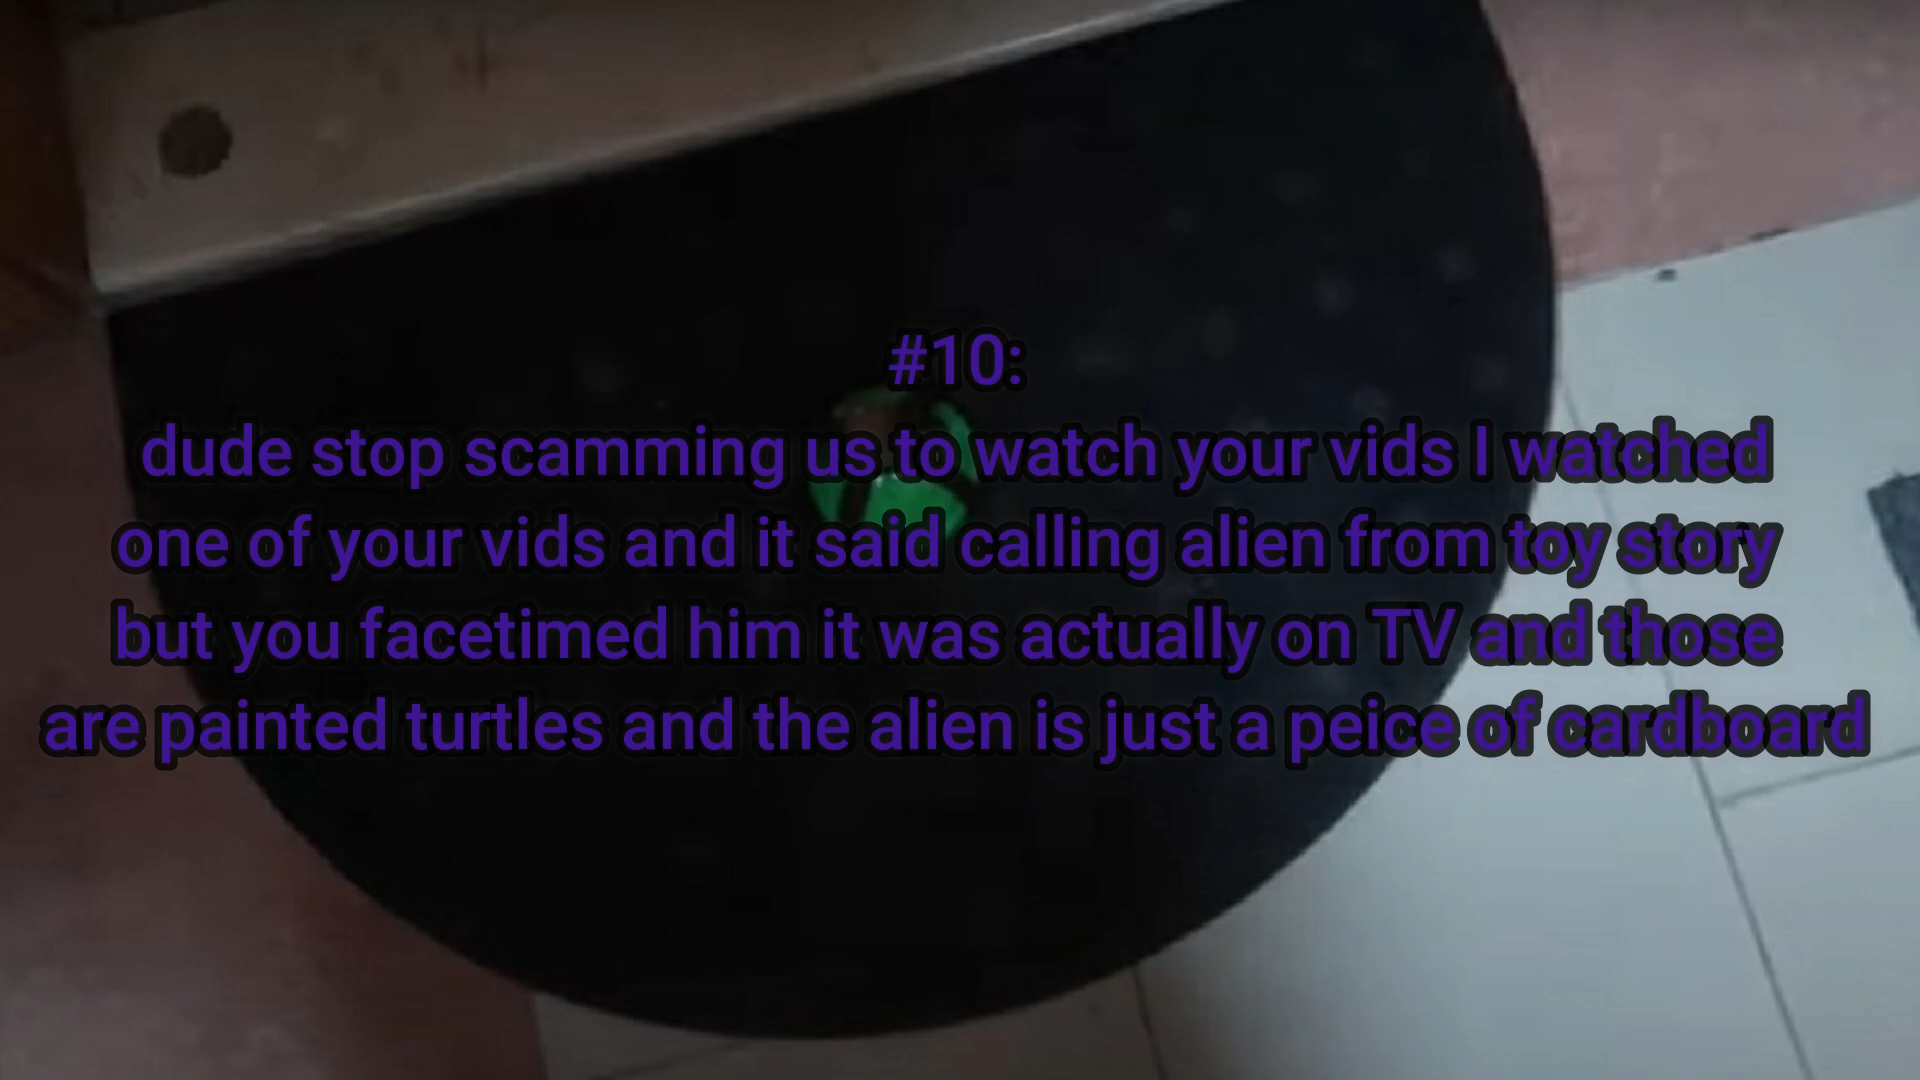 #10:
dude stop scamming us to watch your vids I watched
one of your vids and it said calling alien from toy story
but you facetimed him it was actually on TV and those
are painted turtles and the alien is just a peice of cardboard